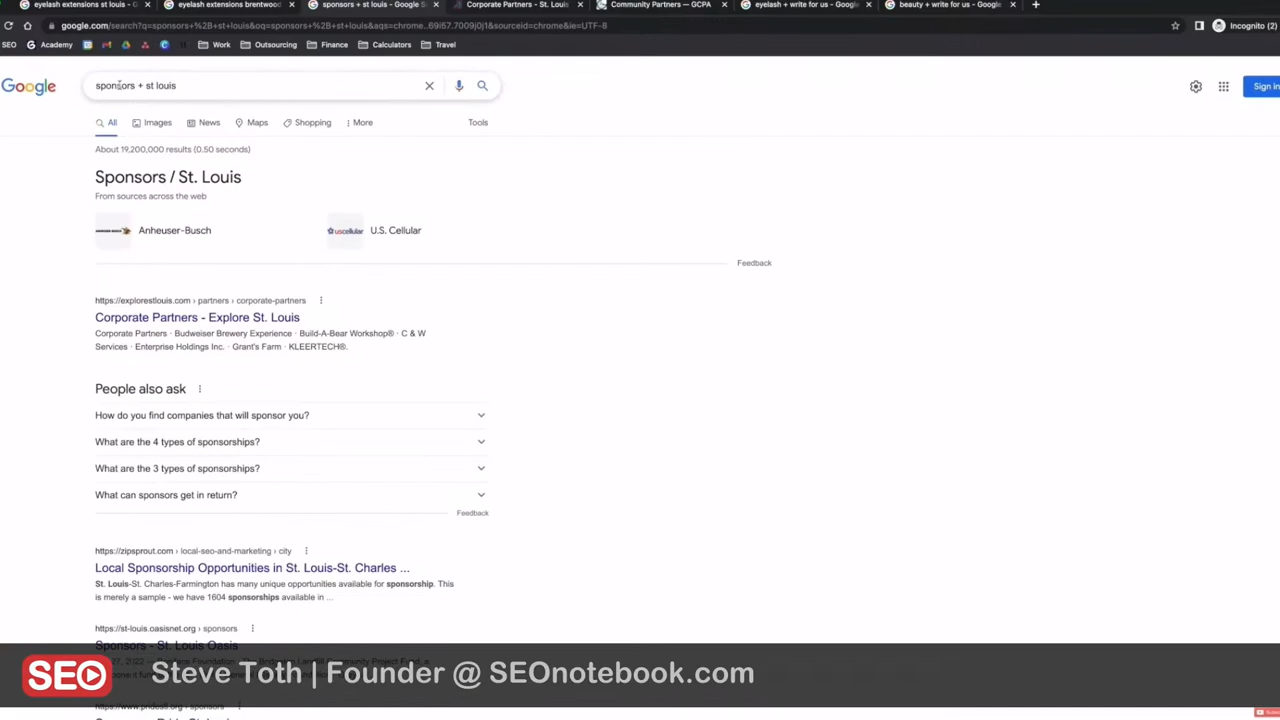 eyelash extensions st louis - G
eyelash extensions brentwood
sponsors + st louis - Google S
Corporate Partners - St. Louis
Community Partners — GCPA
eyelash + write for us - Google
beauty + write for us - Google
google.com/search?q=sponsors+%2B+st+louis&oq=sponsors+%2B+st+louis&aqs=chrome..69i57.7009j0j1&sourceid=chrome&ie=UTF-8
Incognito (2)
SEO
Academy
Work
Outsourcing
Finance
Calculators
Travel
Google
sponsors + st louis
Sign in
All
Images
News
Maps
Shopping
More
Tools
About 19,200,000 results (0.50 seconds)
Sponsors / St. Louis
From sources across the web
Anheuser-Busch
uscellular
U.S. Cellular
Feedback
https://explorestlouis.com › partners › corporate-partners
Corporate Partners - Explore St. Louis
Corporate Partners · Budweiser Brewery Experience · Build-A-Bear Workshop® · C & W
Services · Enterprise Holdings Inc. · Grant's Farm · KLEERTECH®.
People also ask
How do you find companies that will sponsor you?
What are the 4 types of sponsorships?
What are the 3 types of sponsorships?
What can sponsors get in return?
Feedback
https://zipsprout.com › local-seo-and-marketing › city
Local Sponsorship Opportunities in St. Louis-St. Charles ...
St. Louis-St. Charles-Farmington has many unique opportunities available for sponsorship. This
is merely a sample - we have 1604 sponsorships available in ...
https://st-louis.oasisnet.org › sponsors
Sponsors - St. Louis Oasis
SEO
Steve Toth | Founder @ SEOnotebook.com
https://www.pridestl.org › sponsors